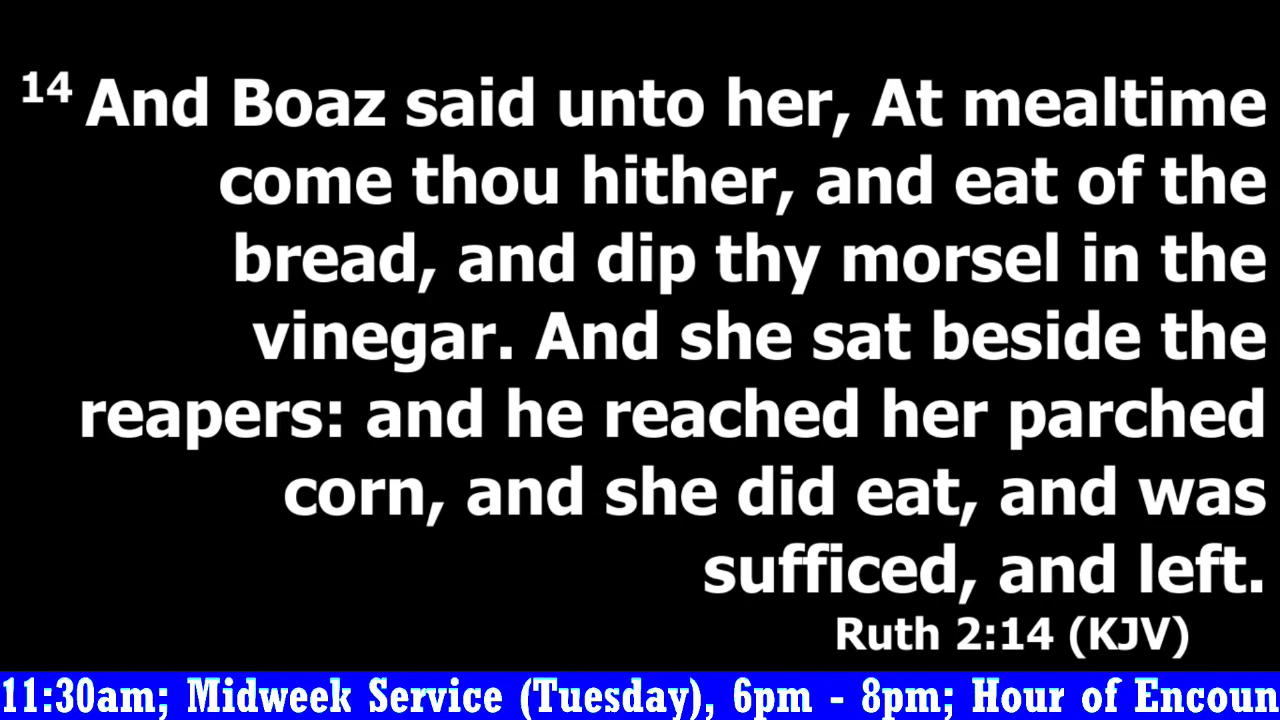 14 And Boaz said unto her, At mealtime
come thou hither, and eat of the
bread, and dip thy morsel in the
vinegar. And she sat beside the
reapers: and he reached her parched
corn, and she did eat, and was
sufficed, and left.
Ruth 2:14 (KJV)
11:30am; Midweek Service (Tuesday), 6pm - 8pm; Hour of Encoun